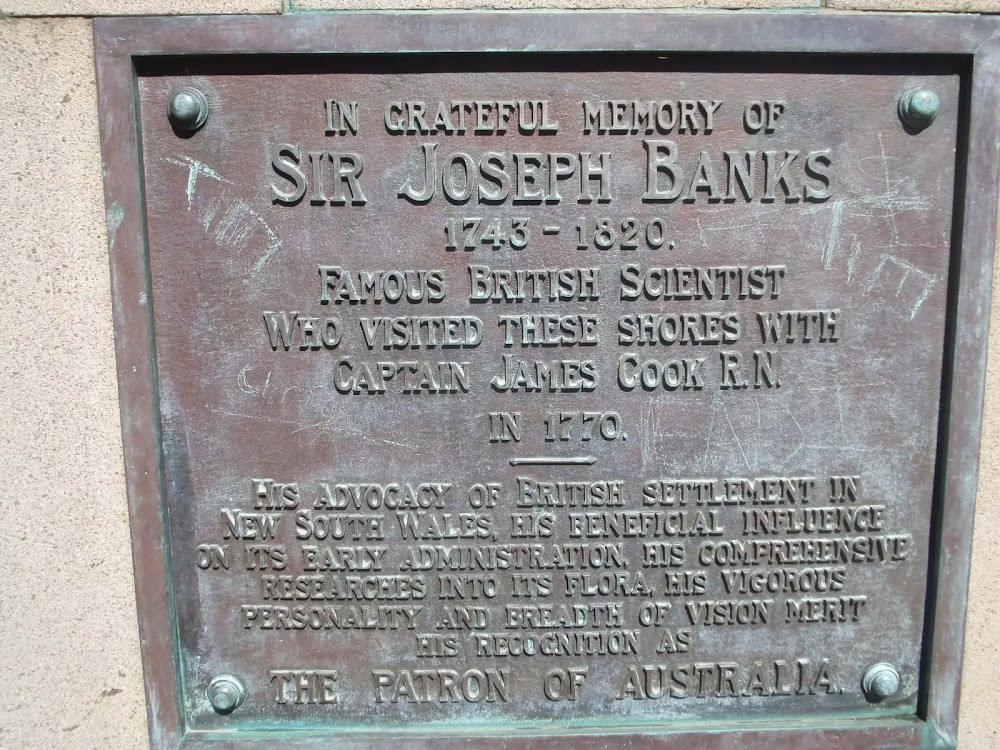 IN GRATEFUL MEMORY OF
SIR JOSEPH BANKS
1743 - 1820.
FAMOUS BRITISH SCIENTIST
WHO VISITED THESE SHORES WITH
CAPTAIN JAMES COOK R.N.
IN 1770.
HIS ADVOCACY OF BRITISH SETTLEMENT IN
NEW SOUTH WALES, HIS BENEFICIAL INFLUENCE
ON ITS EARLY ADMINISTRATION, HIS COMPREHENSIVE
RESEARCHES INTO ITS FLORA, HIS VIGOROUS
PERSONALITY AND BREADTH OF VISION MERIT
HIS RECOGNITION AS
THE PATRON OF AUSTRALIA.